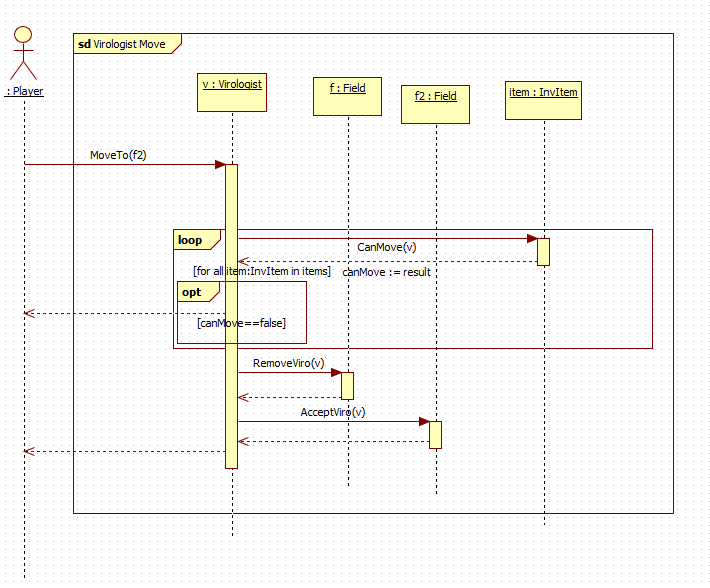 sd Virologist Move
: Player
v : Virologist
f : Field
f2 : Field
item : InvItem
MoveTo(f2)
loop
CanMove(v)
[for all item:InvItem in items]
canMove := result
opt
[canMove==false]
RemoveViro(v)
AcceptViro(v)